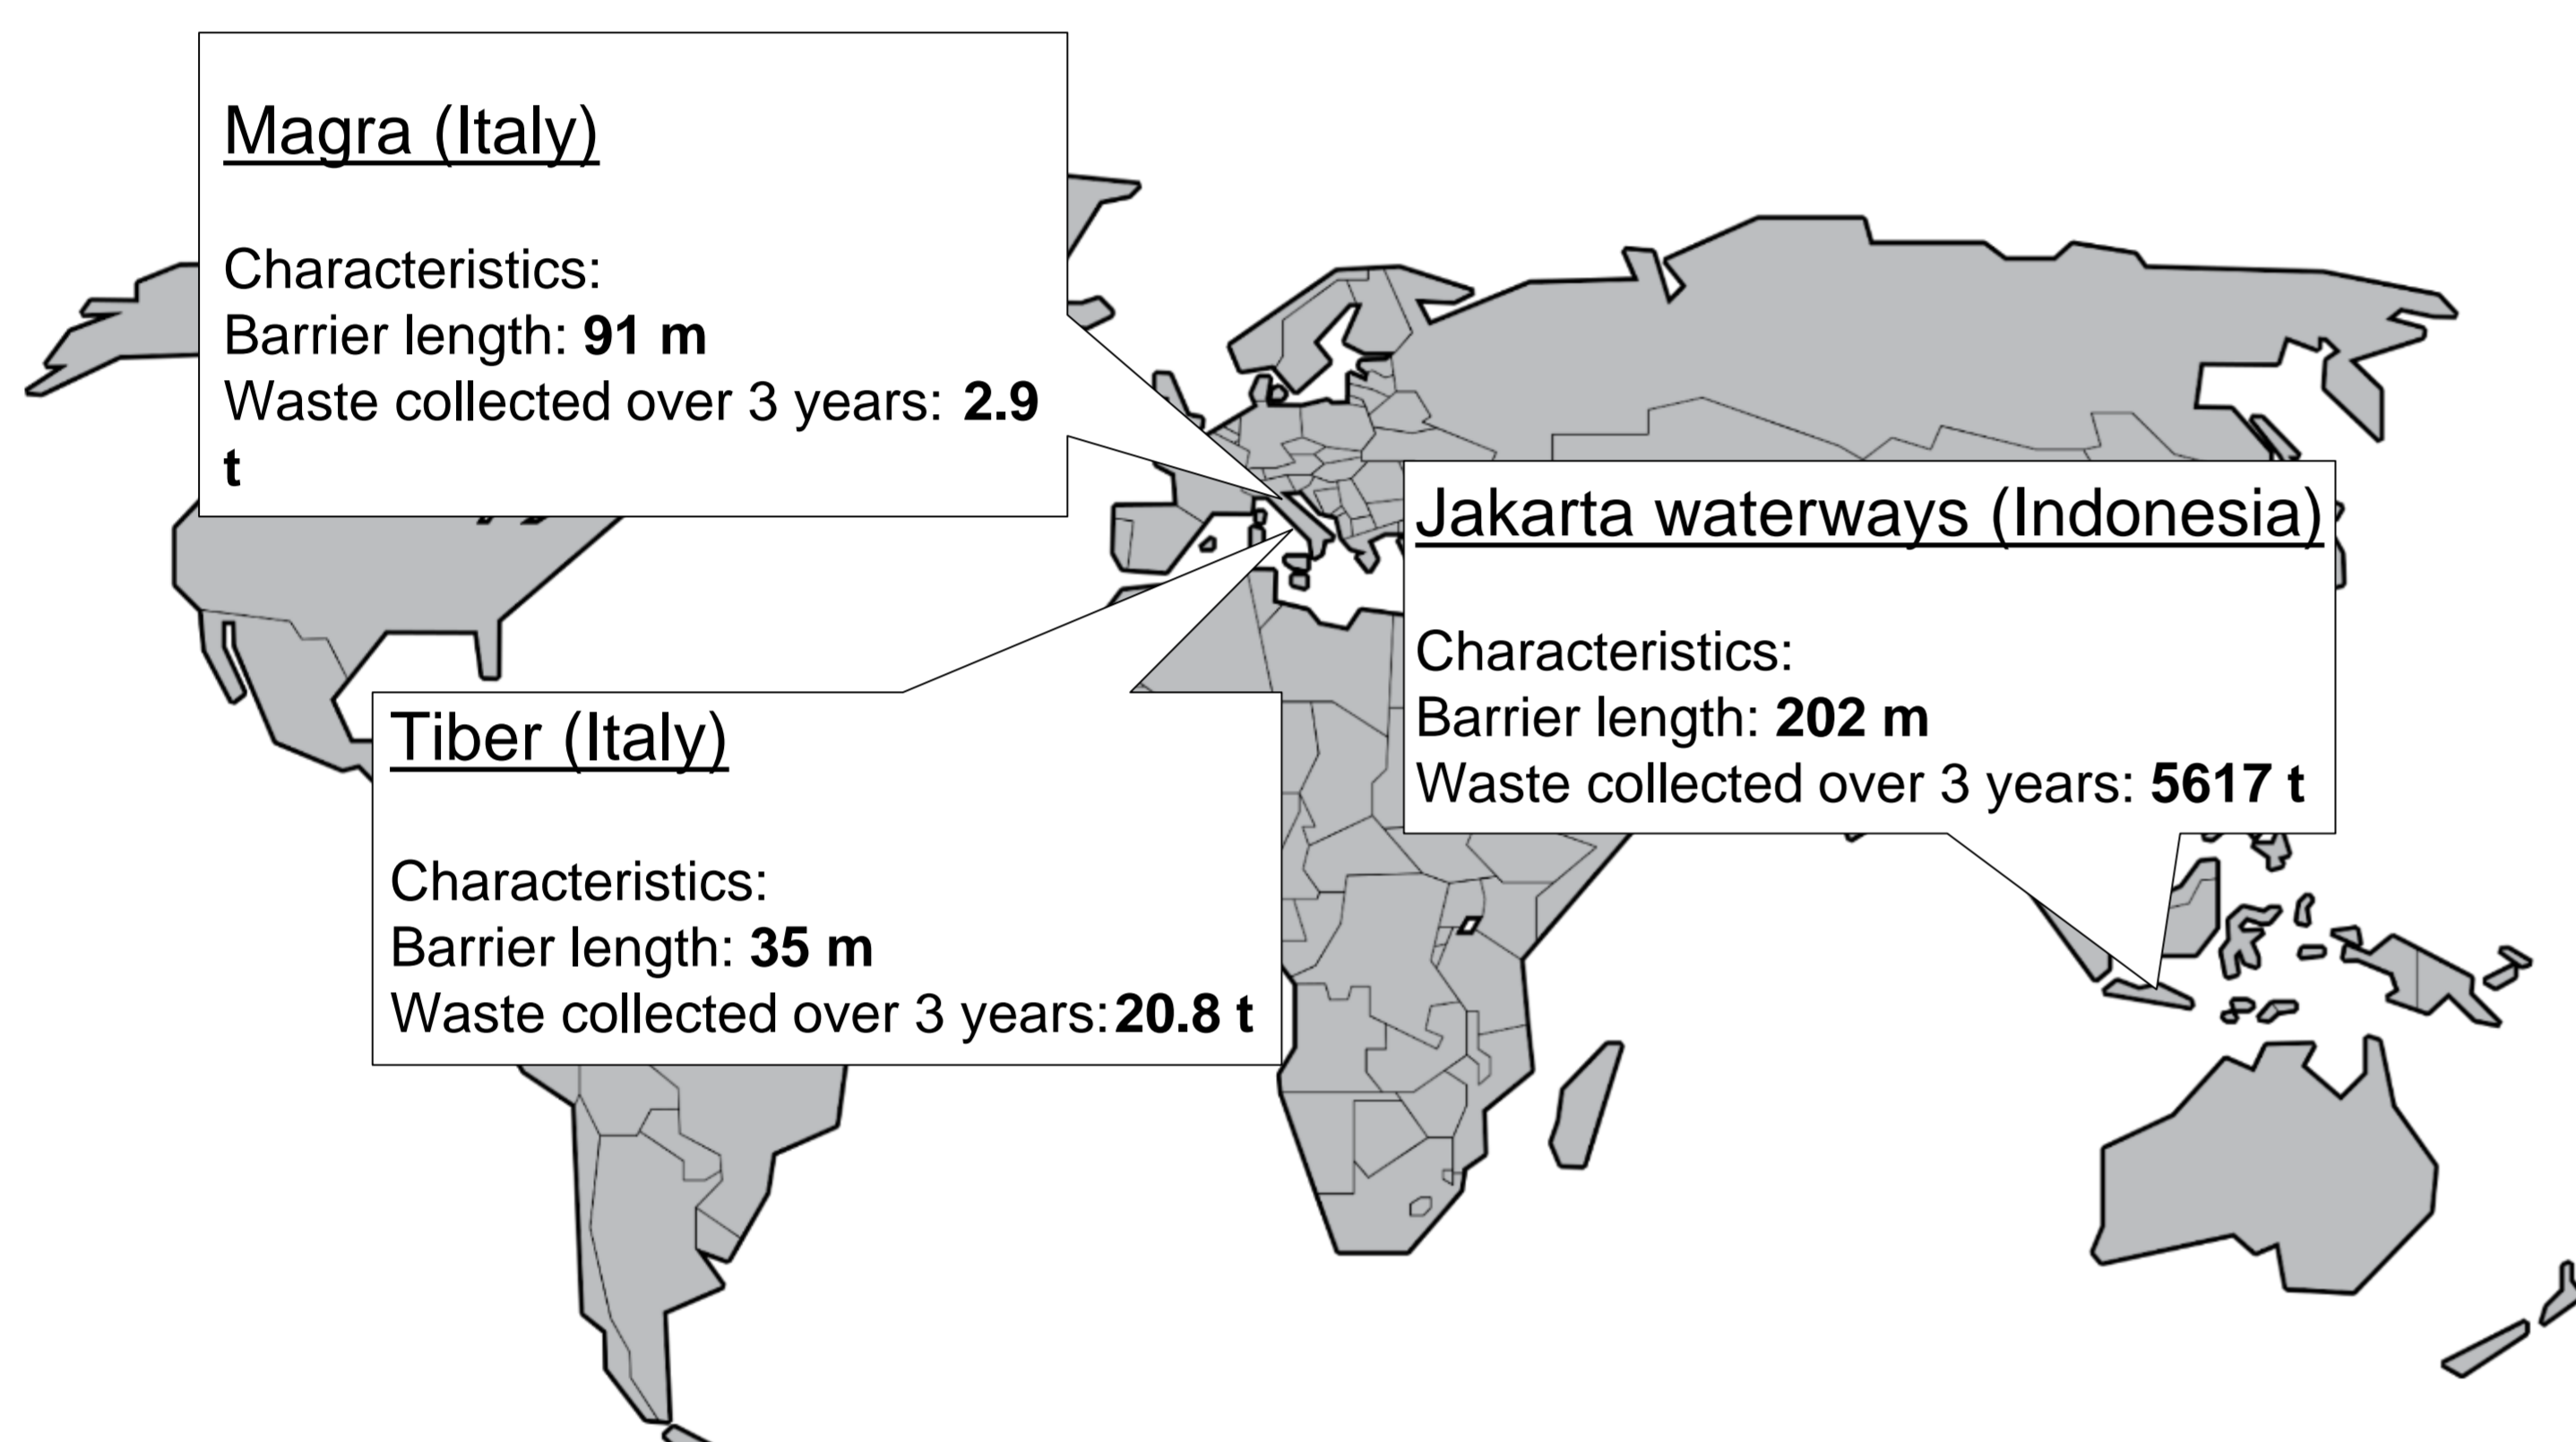 Magra (Italy)
Characteristics:
Barrier length: 91 m
Waste collected over 3 years: 2.9
t
Jakarta waterways (Indonesia)
Characteristics:
Barrier length: 202 m
Waste collected over 3 years: 5617 t
Tiber (Italy)
Characteristics:
Barrier length: 35 m
Waste collected over 3 years: 20.8 t